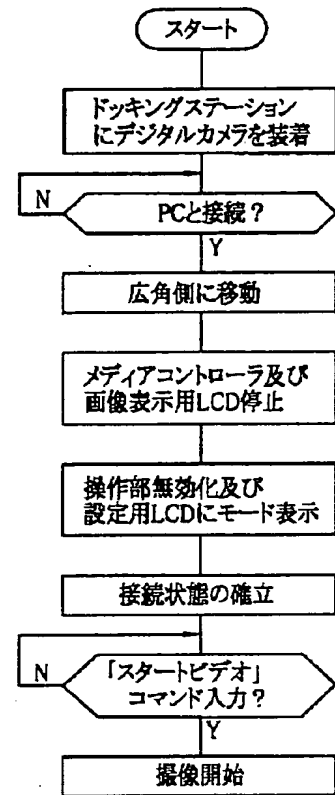 スタート
ドッキングステーション
にデジタルカメラを装着
N
PCと接続?
Y
広角側に移動
メディアコントローラ及び
画像表示用LCD停止
操作部無効化及び
設定用LCDにモード表示
接続状態の確立
N
「スタートビデオ」
コマンド入力?
Y
撮像開始